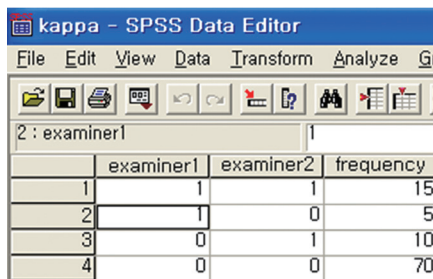 kappa - SPSS Data Editor
File Edit View Data Transform Analyze
2 : examiner1 1
examiner1 examiner2 frequency
1 1 1 15
2 1 0 5
3 0 1 10
4 0 0 70